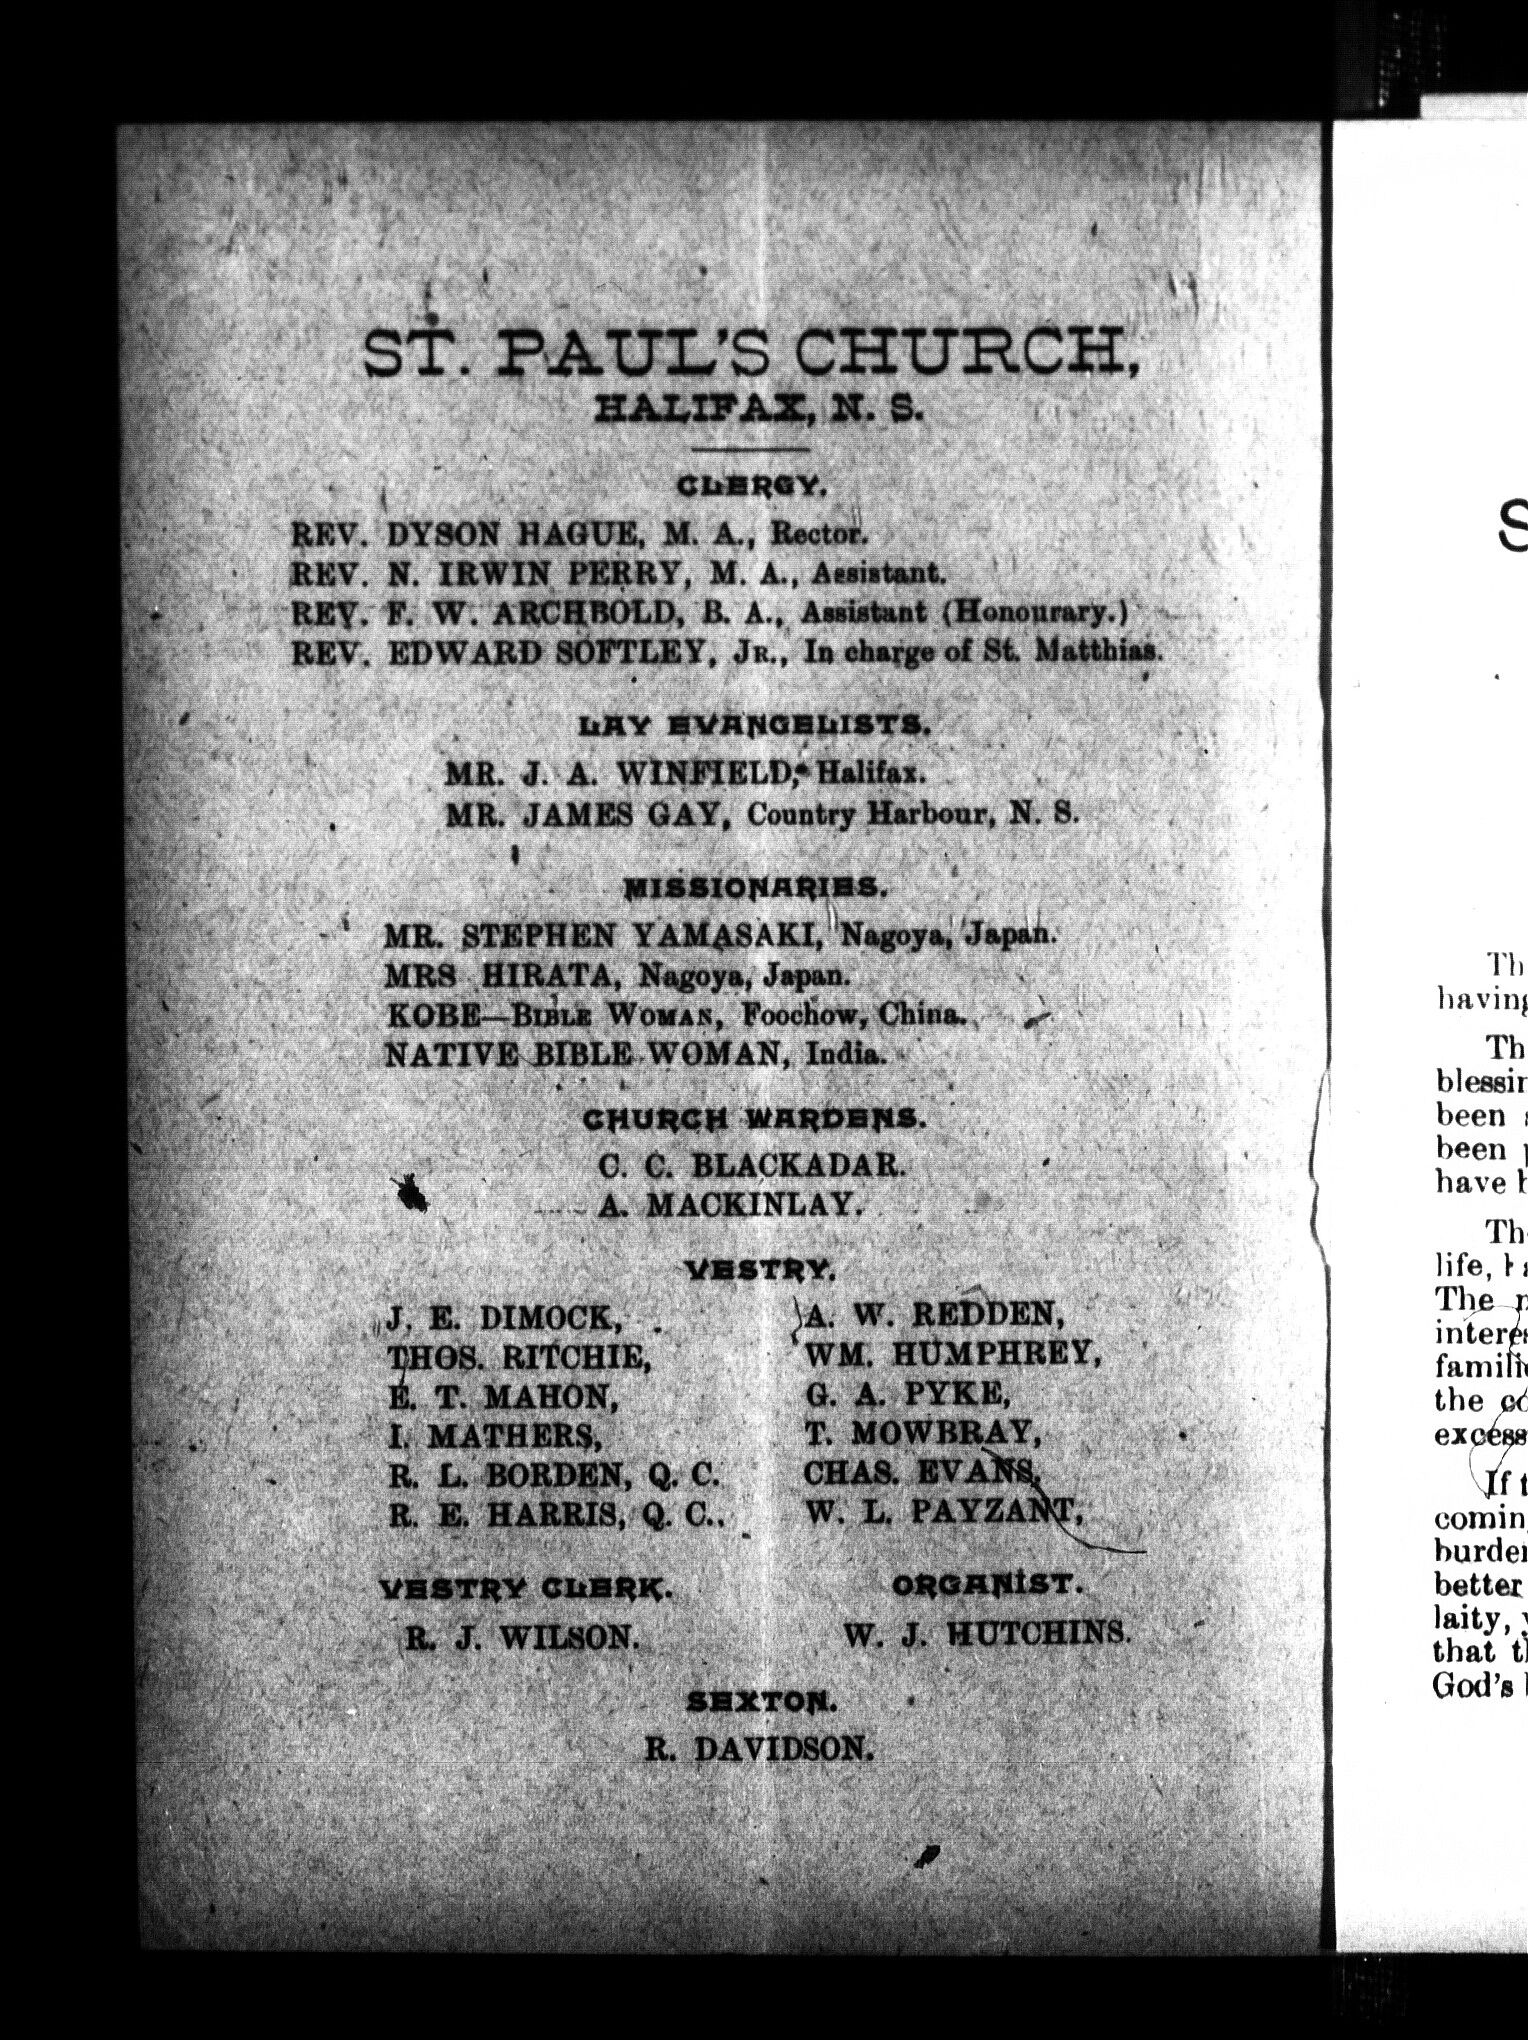 ST. PAUL'S CHURCH,
HALIFAX, N. S.
CLERGY.
REV. DYSON HAGUE, M. A., Rector.
REV. N. IRWIN PERRY, M. A., Assistant.
REV. F. W. ARCHBOLD, B. A., Assistant (Honourary.)
REV. EDWARD SOFTLEY, JR., In charge of St. Matthias.
LAY EVANGELISTS.
MR. J. A. WINFIELD, Halifax.
MR. JAMES GAY, Country Harbour, N. S.
MISSIONARIES.
MR. STEPHEN YAMASAKI, Nagoya, Japan.
MRS HIRATA, Nagoya, Japan.
KOBE—BIBLE WOMAN, Foochow, China.
NATIVE BIBLE WOMAN, India.
CHURCH WARDENS.
C. C. BLACKADAR.
A. MACKINLAY.
VESTRY.
J. E. DIMOCK,
THOS. RITCHIE,
E. T. MAHON,
I. MATHERS,
R. L. BORDEN, Q. C.
R. E. HARRIS, Q. C..
A. W. REDDEN,
WM. HUMPHREY,
G. A. PYKE,
T. MOWBRAY,
CHAS. EVANS,
W. L. PAYZANT,
VESTRY CLERK.
R. J. WILSON.
ORGANIST.
W. J. HUTCHINS.
SEXTON.
R. DAVIDSON.
S
Th
having
Th
blessin
been
been
have
Th
life,
The
interes
familie
the
excess
If
comin
burde
better
laity,
that
God's